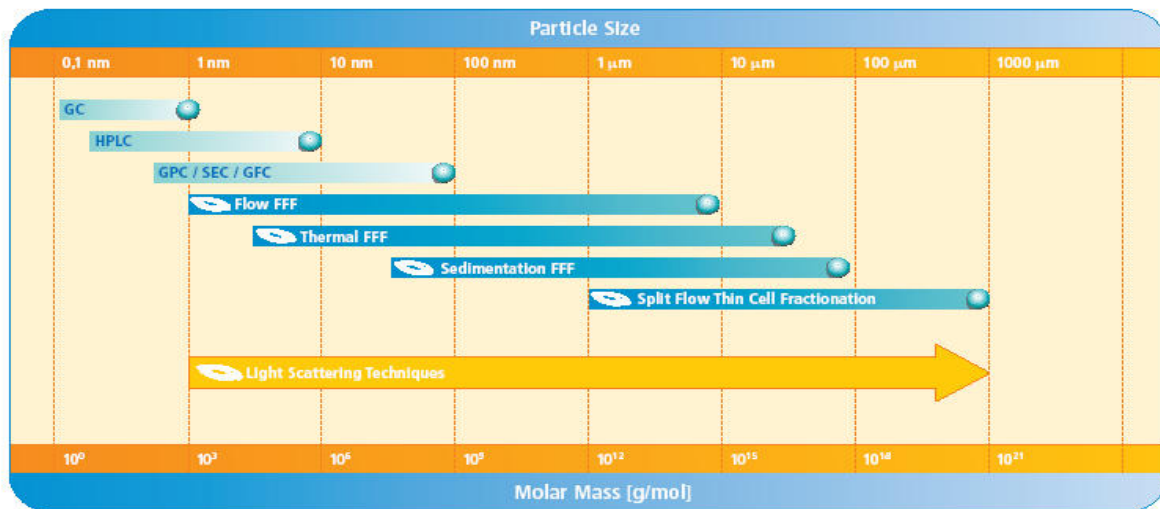 Particle Size
0,1 nm 1 nm 10 nm 100 nm 1 μm 10 μm 100 μm 1000 μm
GC
HPLC
GPC / SEC / GFC
Flow FFF
Thermal FFF
Sedimentation FFF
Split Flow Thin Cell Fractionation
Light Scattering Techniques
10⁰ 10³ 10⁶ 10⁹ 10¹² 10¹⁵ 10¹⁸ 10²¹
Molar Mass [g/mol]